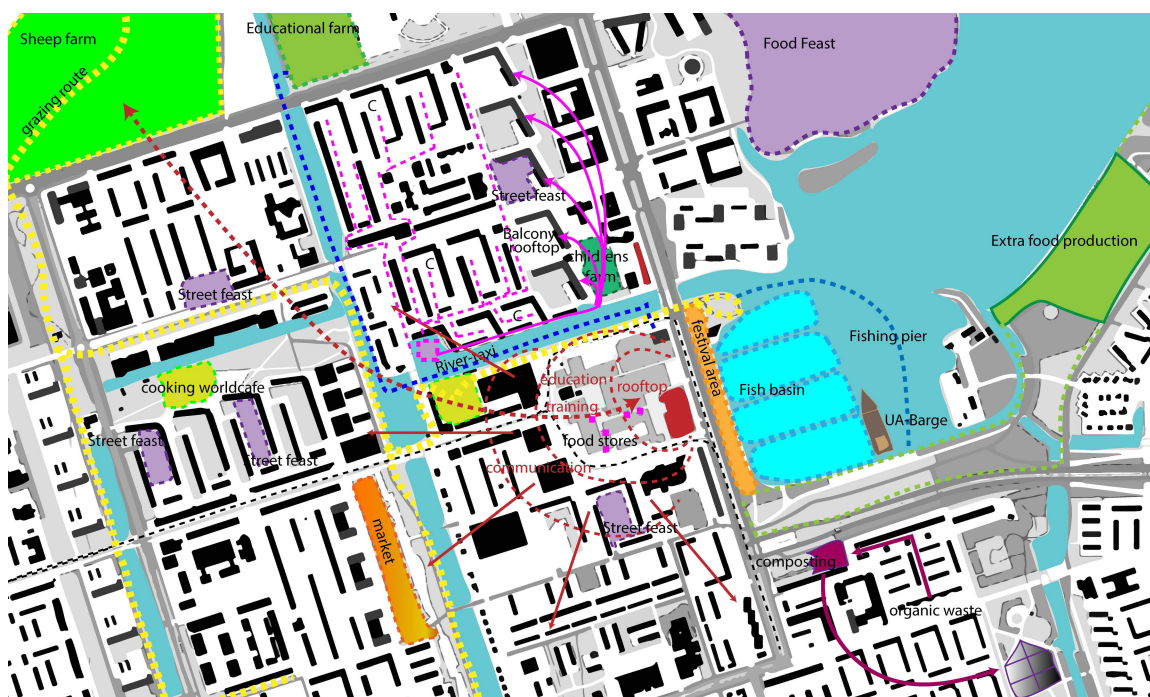 Sheep farm
Educational farm
Food Feast
grazing route
C
Street feast
Extra food production
Balcony
rooftop
childens
farm
C
Street feast
C
festival area
Fishing pier
River-taxi
cooking worldcafe
education
rooftop
training
Fish basin
UA-Barge
Street feast
food stores
Street feast
communication
market
Street feast
composting
organic waste